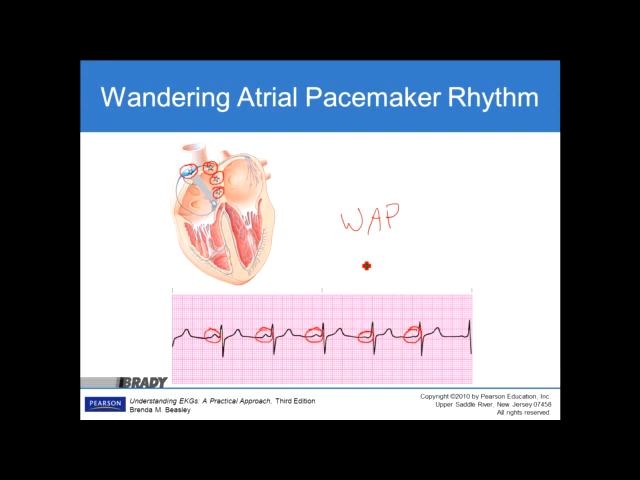 Wandering Atrial Pacemaker Rhythm
WAP
BRADY
PEARSON
Understanding EKGs: A Practical Approach, Third Edition
Brenda M. Beasley
Copyright ©2010 by Pearson Education, Inc.
Upper Saddle River, New Jersey 07458
All rights reserved.